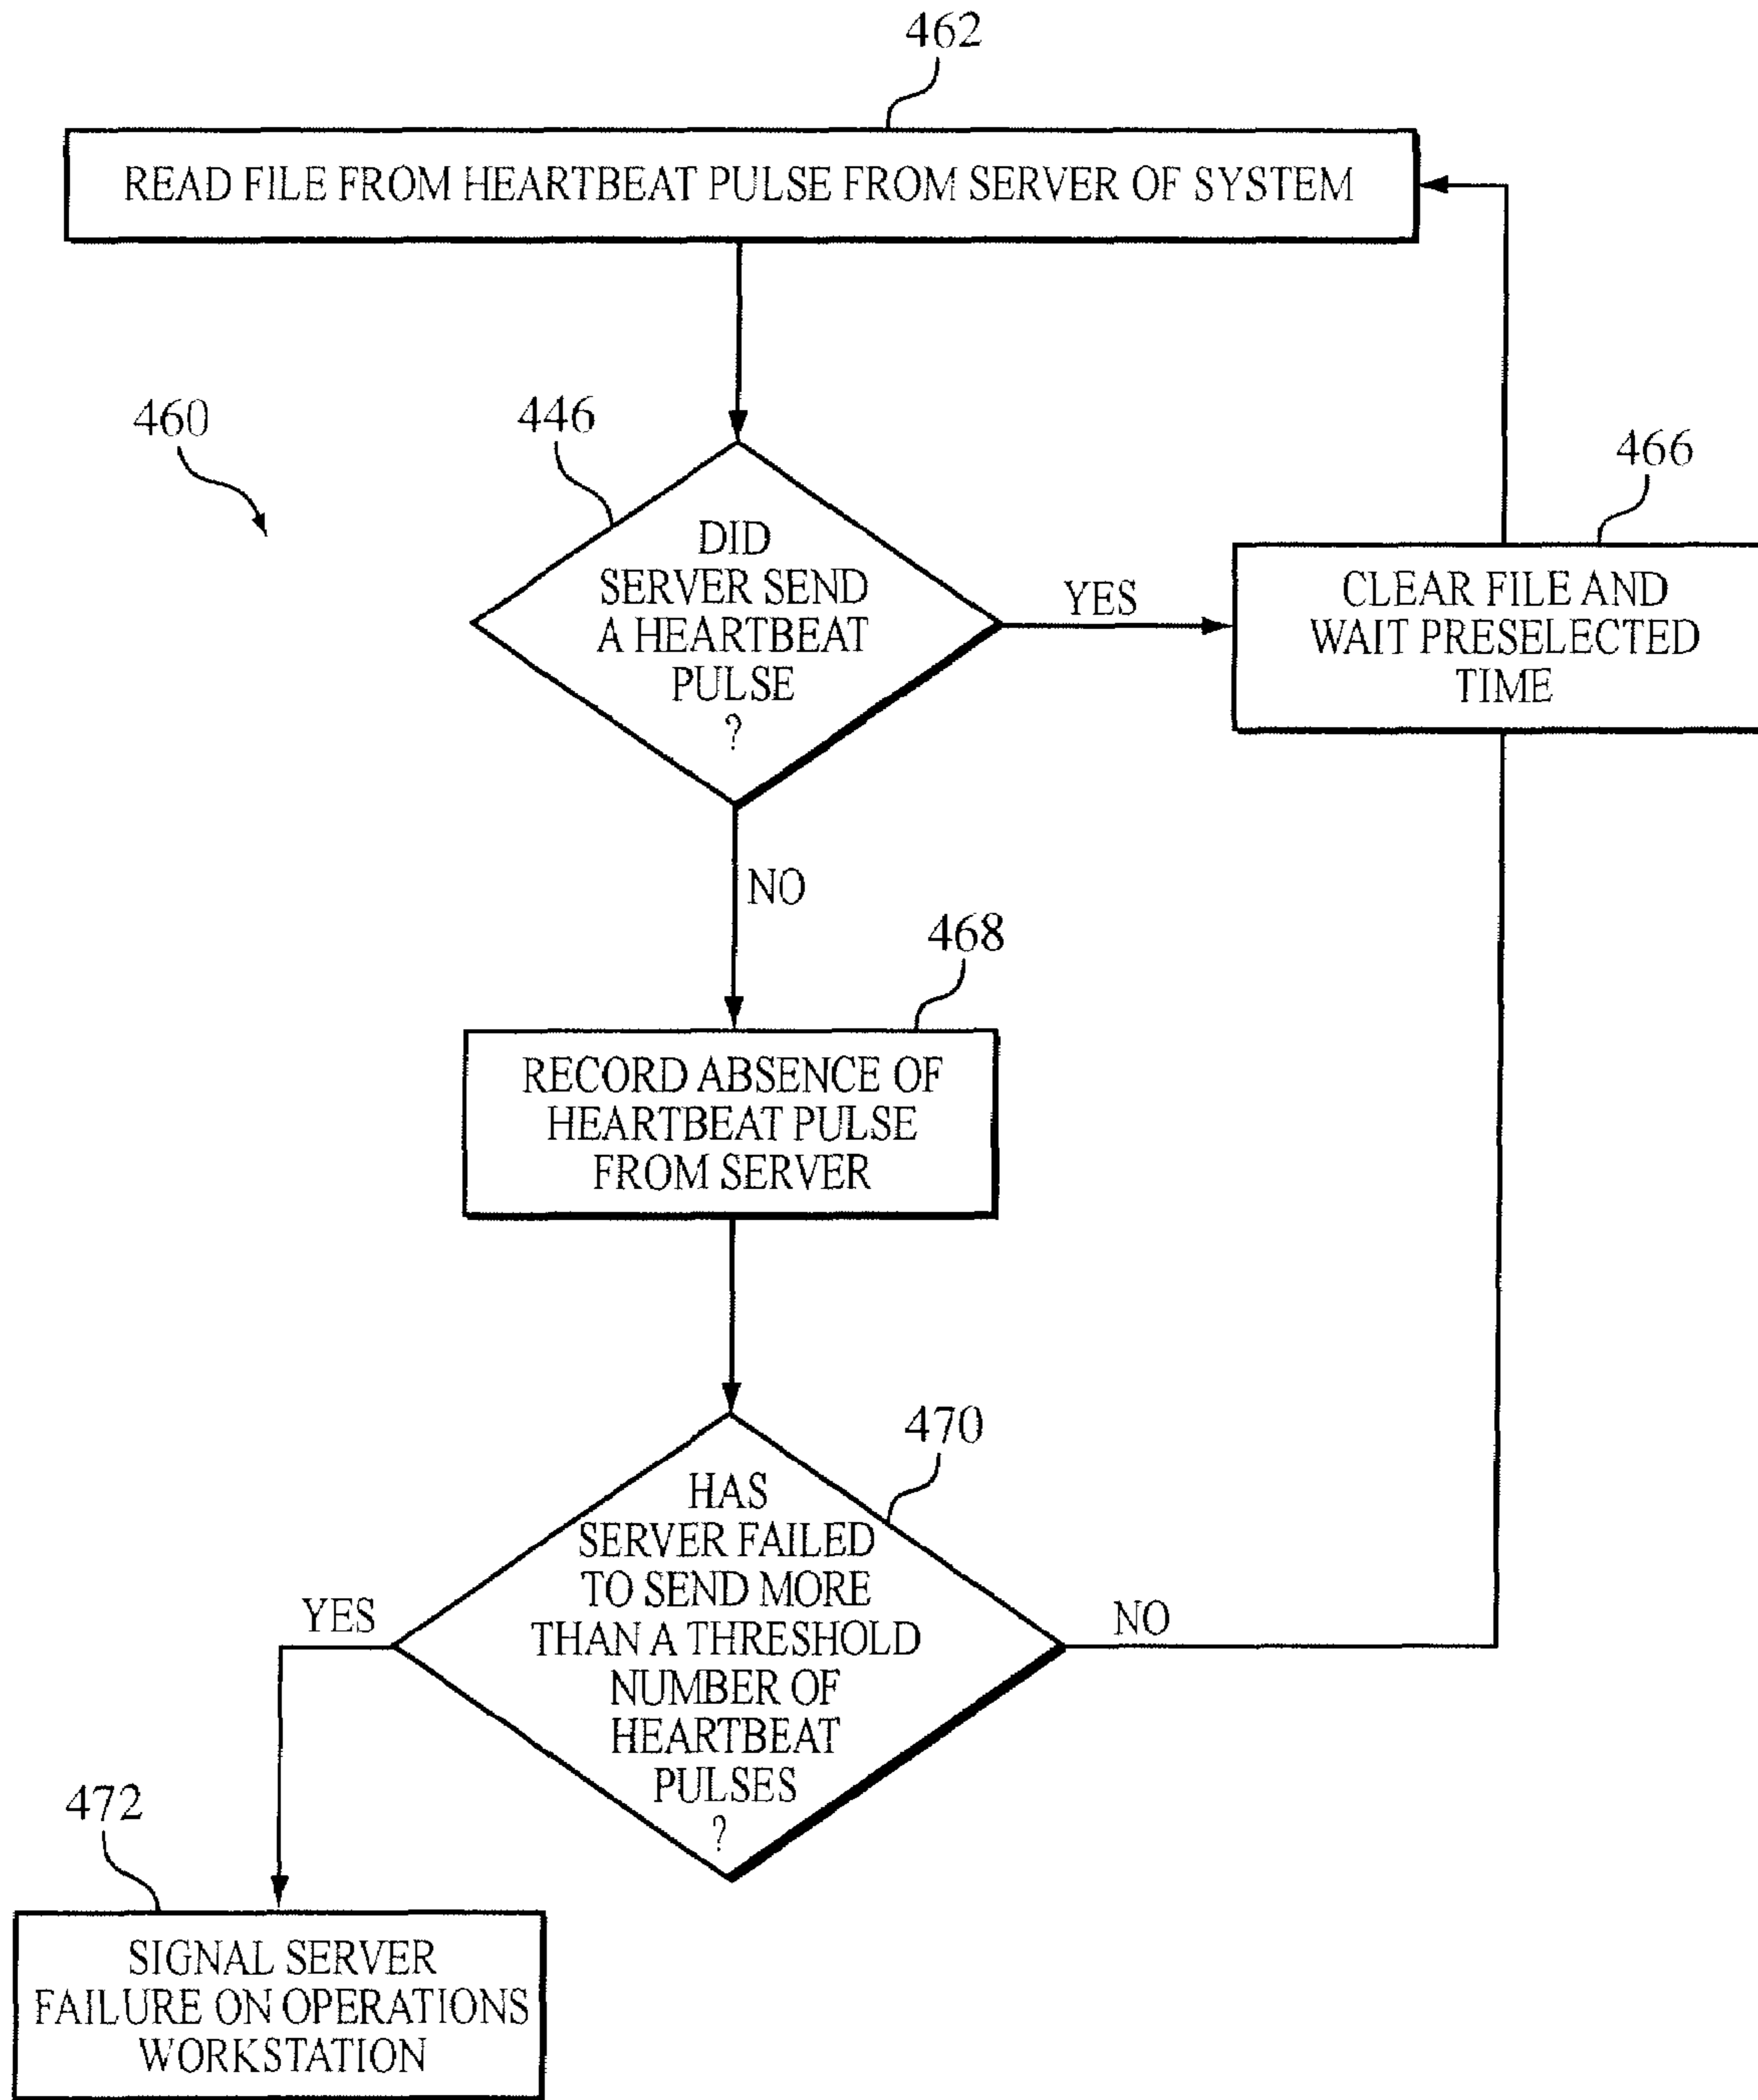 462
READ FILE FROM HEARTBEAT PULSE FROM SERVER OF SYSTEM
460
446
466
DID
SERVER SEND
A HEARTBEAT
PULSE
?
YES
CLEAR FILE AND
WAIT PRESELECTED
TIME
NO
468
RECORD ABSENCE OF
HEARTBEAT PULSE
FROM SERVER
470
HAS
SERVER FAILED
TO SEND MORE
THAN A THRESHOLD
NUMBER OF
HEARTBEAT
PULSES
?
YES
NO
472
SIGNAL SERVER
FAILURE ON OPERATIONS
WORKSTATION